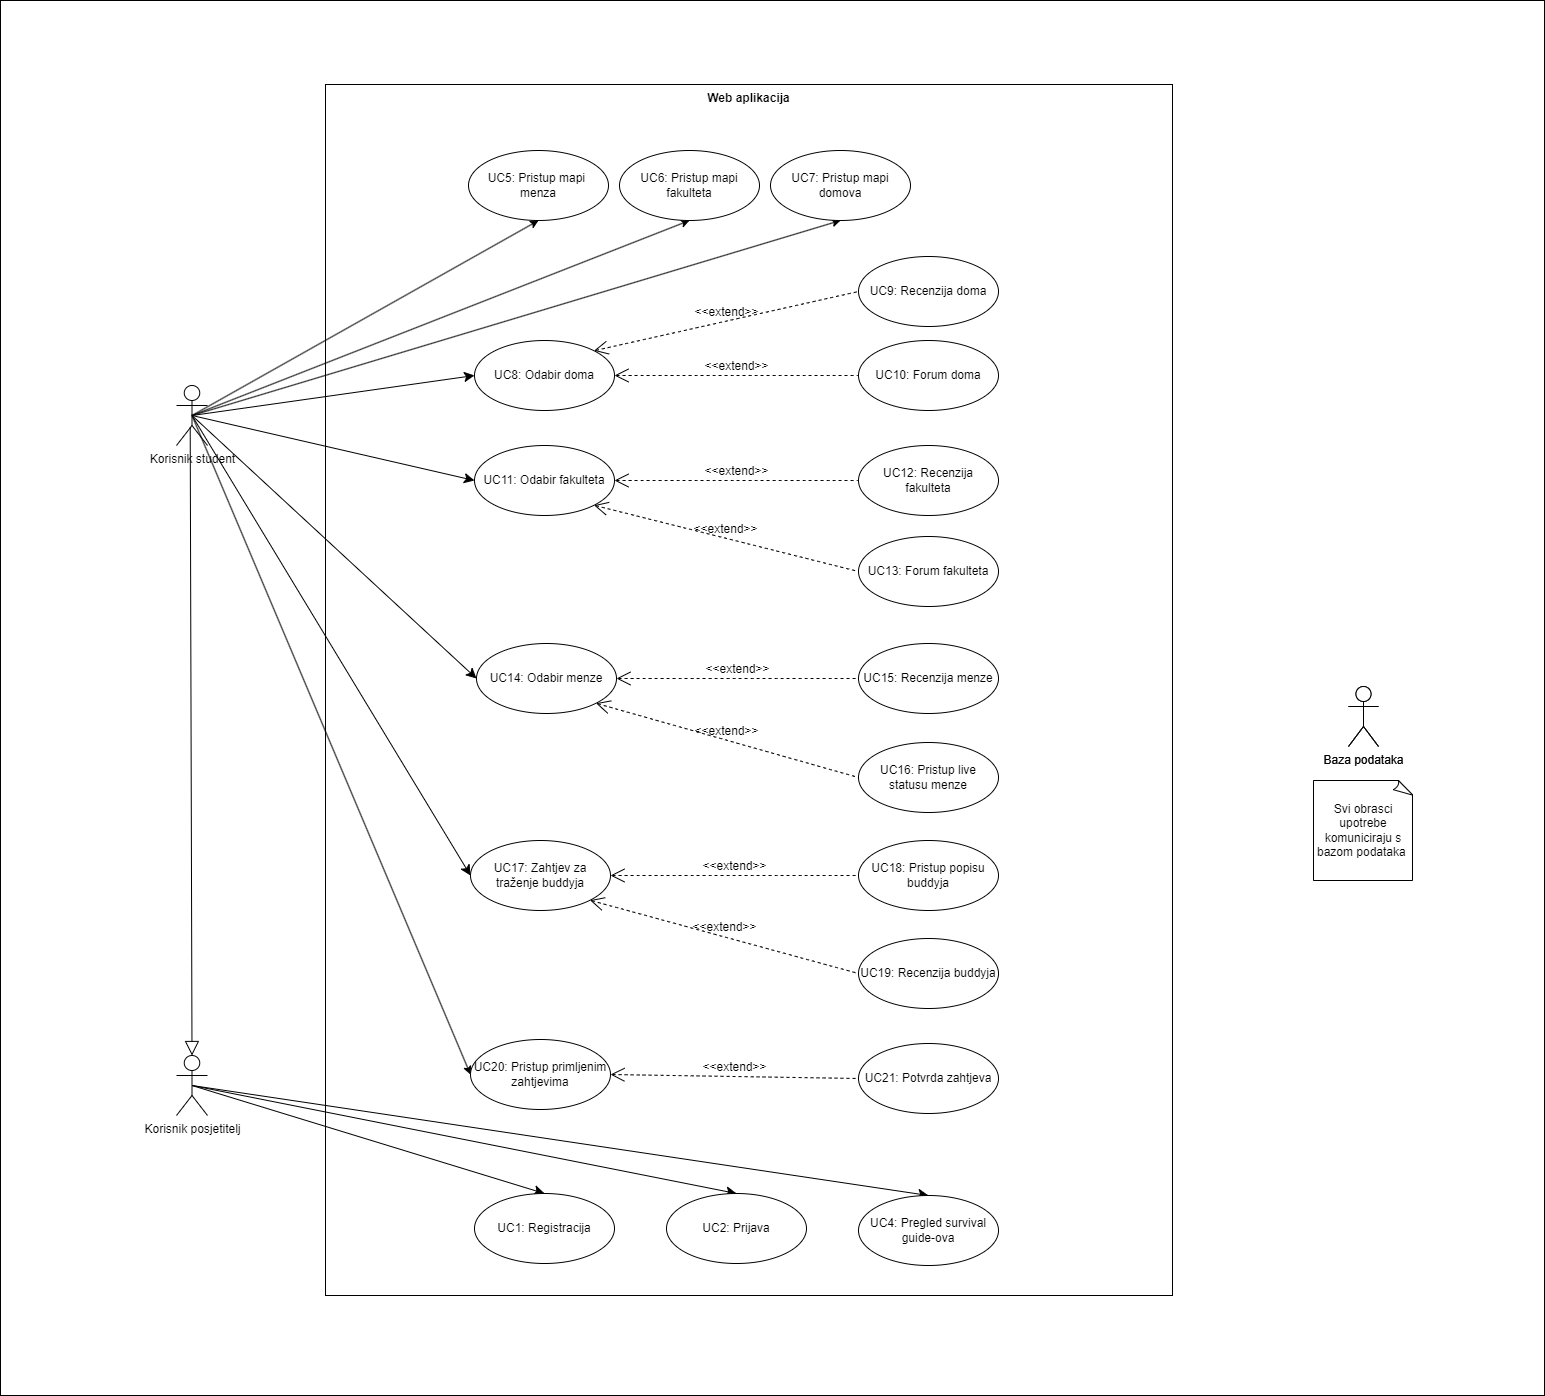 Web aplikacija
UC5: Pristup mapi
menza
UC6: Pristup mapi
fakulteta
UC7: Pristup mapi
domova
UC9: Recenzija doma
<<extend>>
UC8: Odabir doma
<<extend>>
UC10: Forum doma
Korisnik student
UC11: Odabir fakulteta
<<extend>>
UC12: Recenzija
fakulteta
<<extend>>
UC13: Forum fakulteta
UC14: Odabir menze
<<extend>>
UC15: Recenzija menze
<<extend>>
UC16: Pristup live
statusu menze
Baza podataka
Svi obrasci
upotrebe
komuniciraju s
bazom podataka
UC17: Zahtjev za
traženje buddyja
<<extend>>
UC18: Pristup popisu
buddyja
<<extend>>
UC19: Recenzija buddyja
UC20: Pristup primljenim
zahtjevima
<<extend>>
UC21: Potvrda zahtjeva
Korisnik posjetitelj
UC1: Registracija
UC2: Prijava
UC4: Pregled survival
guide-ova